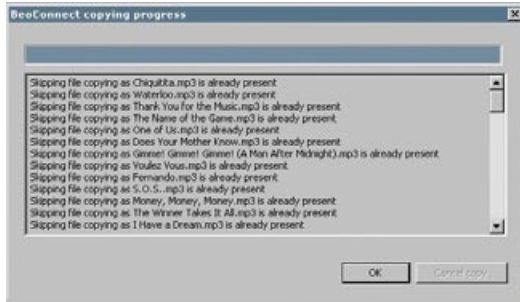 BeoConnect copying progress
Skipping file copying as Chiquitita.mp3 is already present
Skipping file copying as Waterloo.mp3 is already present
Skipping file copying as Thank You for the Music.mp3 is already present
Skipping file copying as The Name of the Game.mp3 is already present
Skipping file copying as One of Us.mp3 is already present
Skipping file copying as Does Your Mother Know.mp3 is already present
Skipping file copying as Gimme! Gimme! Gimme! (A Man After Midnight).mp3 is already present
Skipping file copying as Voulez Vous.mp3 is already present
Skipping file copying as Fernando.mp3 is already present
Skipping file copying as S.O.S..mp3 is already present
Skipping file copying as Money, Money, Money.mp3 is already present
Skipping file copying as The Winner Takes It All.mp3 is already present
Skipping file copying as I Have a Dream.mp3 is already present
OK
Cancel copy